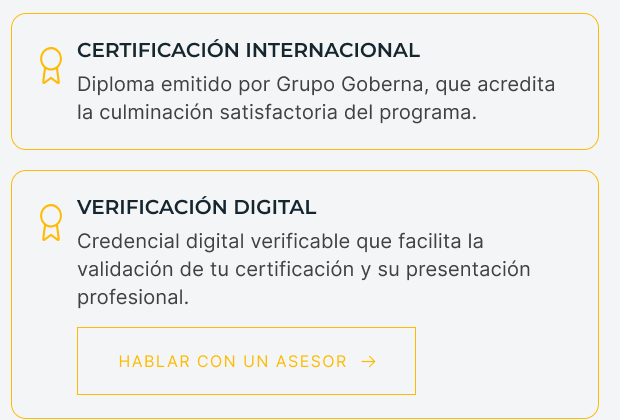 CERTIFICACIÓN INTERNACIONAL
Diploma emitido por Grupo Goberna, que acredita
la culminación satisfactoria del programa.
VERIFICACIÓN DIGITAL
Credencial digital verificable que facilita la
validación de tu certificación y su presentación
profesional.
HABLAR CON UN ASESOR →